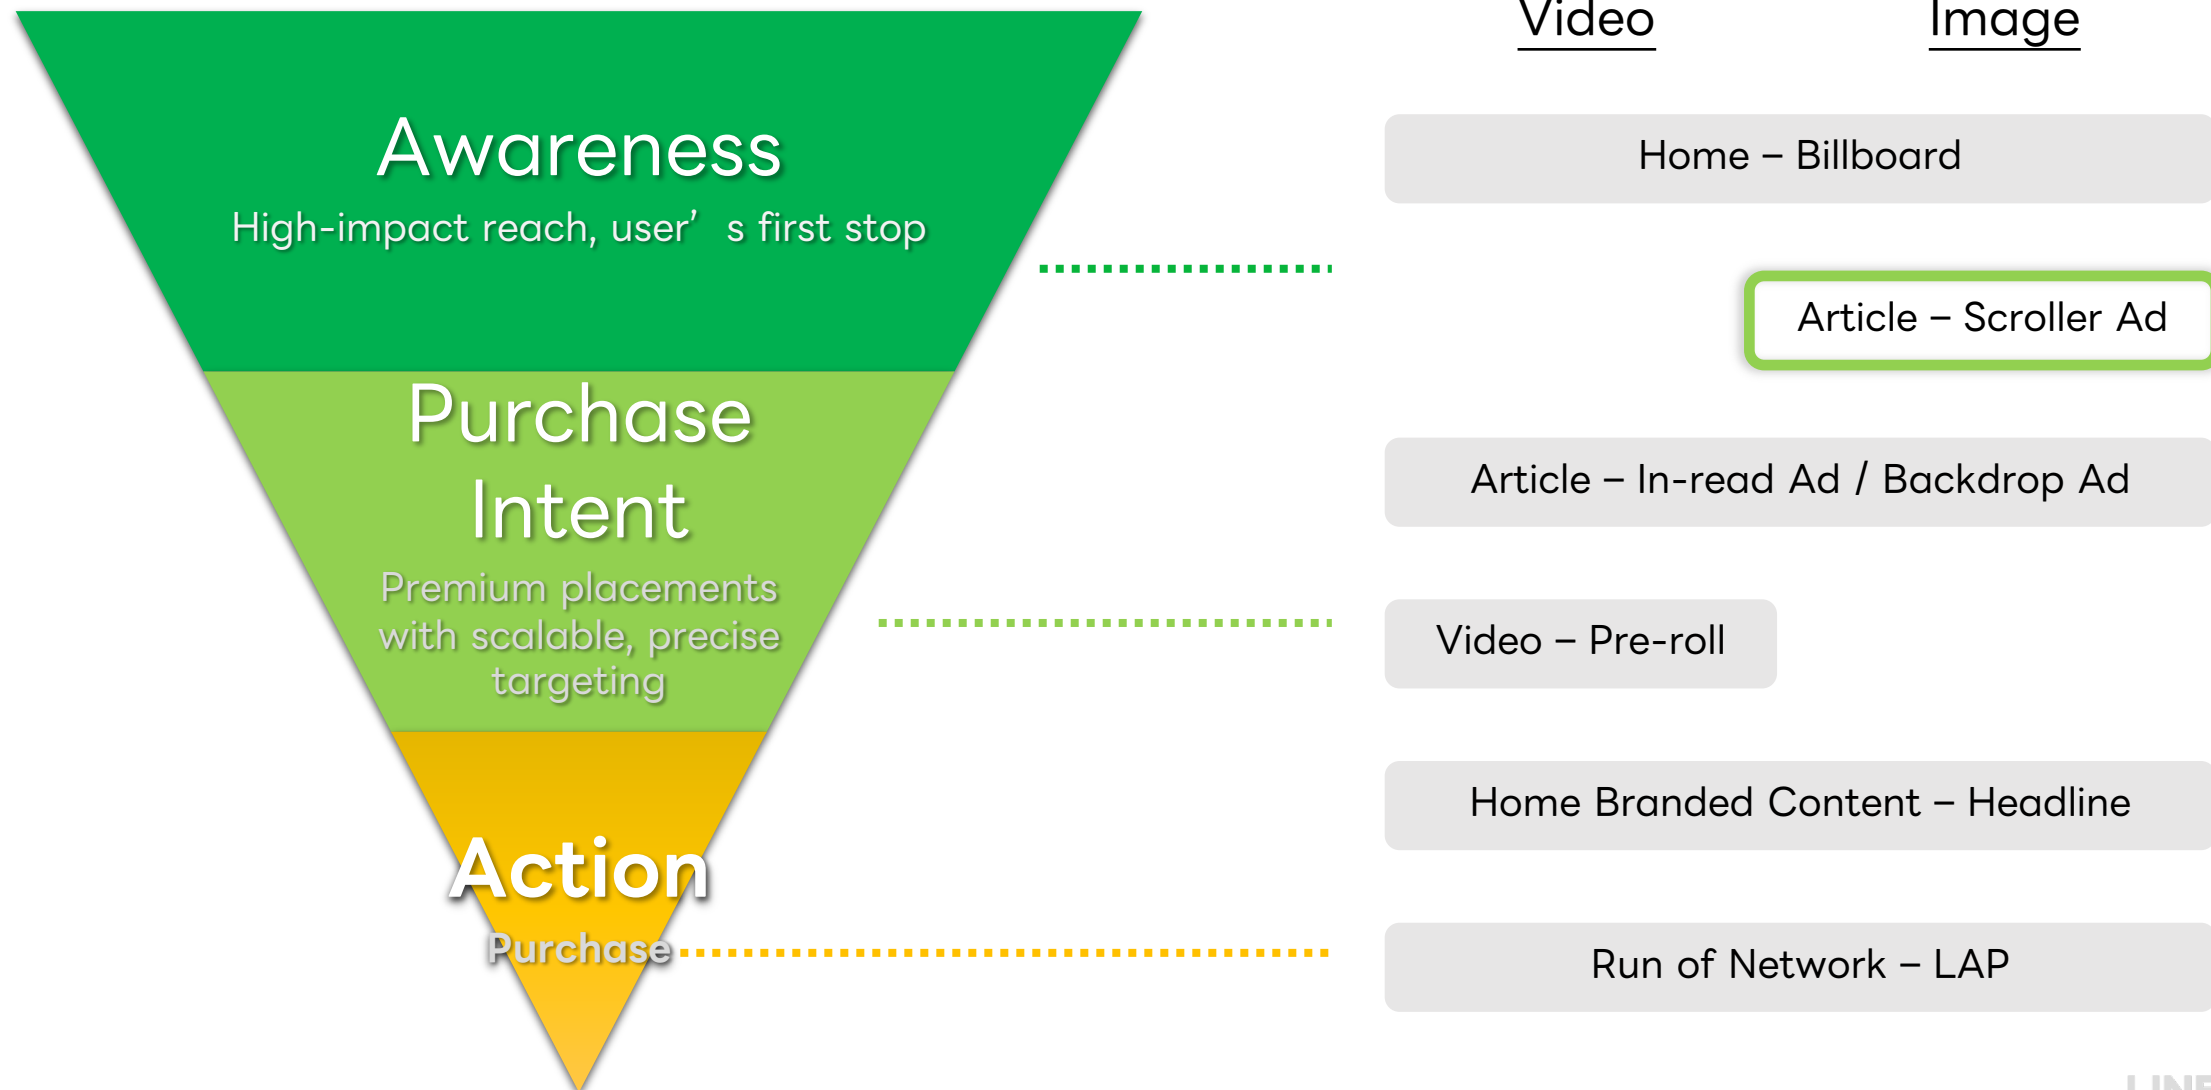 Video
Image
Awareness
High-impact reach, user’ s first stop
Purchase
Intent
Premium placements
with scalable, precise
targeting
Action
Purchase
Home – Billboard
Article – Scroller Ad
Article – In-read Ad / Backdrop Ad
Video – Pre-roll
Home Branded Content – Headline
Run of Network – LAP